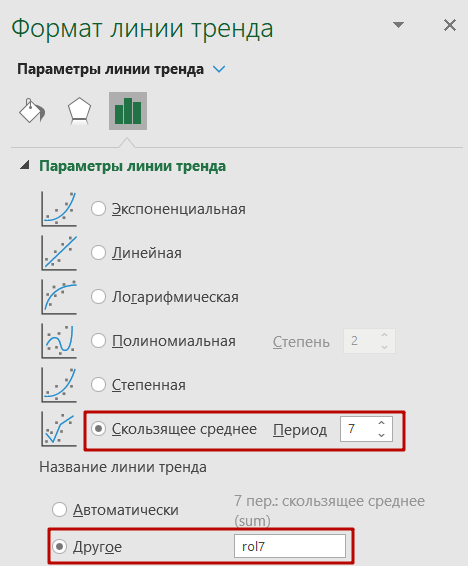 Формат линии тренда
Параметры линии тренда
Параметры линии тренда
Экспоненциальная
Линейная
Логарифмическая
Полиномиальная Степень 2
Степенная
Скользящее среднее Период 7
Название линии тренда
Автоматически 7 пер.: скользящее среднее
(sum)
Другое rol7